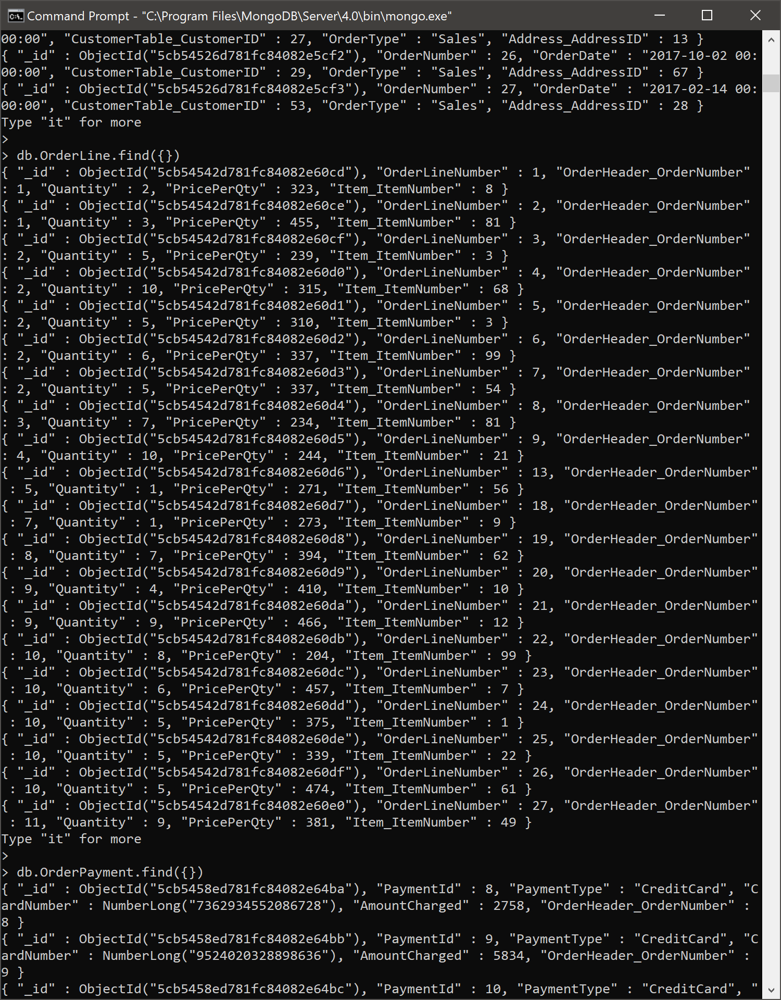 Command Prompt - "C:\Program Files\MongoDB\Server\4.0\bin\mongo.exe"
00:00", "CustomerTable_CustomerID" : 27, "OrderType" : "Sales", "Address_AddressID" : 13 }
{ "_id" : ObjectId("5cb54526d781fc84082e5cf2"), "OrderNumber" : 26, "OrderDate" : "2017-10-02 00:
00:00", "CustomerTable_CustomerID" : 29, "OrderType" : "Sales", "Address_AddressID" : 67 }
{ "_id" : ObjectId("5cb54526d781fc84082e5cf3"), "OrderNumber" : 27, "OrderDate" : "2017-02-14 00:
00:00", "CustomerTable_CustomerID" : 53, "OrderType" : "Sales", "Address_AddressID" : 28 }
Type "it" for more
>
> db.OrderLine.find({})
{ "_id" : ObjectId("5cb54542d781fc84082e60cd"), "OrderLineNumber" : 1, "OrderHeader_OrderNumber"
: 1, "Quantity" : 2, "PricePerQty" : 323, "Item_ItemNumber" : 8 }
{ "_id" : ObjectId("5cb54542d781fc84082e60ce"), "OrderLineNumber" : 2, "OrderHeader_OrderNumber"
: 1, "Quantity" : 3, "PricePerQty" : 455, "Item_ItemNumber" : 81 }
{ "_id" : ObjectId("5cb54542d781fc84082e60cf"), "OrderLineNumber" : 3, "OrderHeader_OrderNumber"
: 2, "Quantity" : 5, "PricePerQty" : 239, "Item_ItemNumber" : 3 }
{ "_id" : ObjectId("5cb54542d781fc84082e60d0"), "OrderLineNumber" : 4, "OrderHeader_OrderNumber"
: 2, "Quantity" : 10, "PricePerQty" : 315, "Item_ItemNumber" : 68 }
{ "_id" : ObjectId("5cb54542d781fc84082e60d1"), "OrderLineNumber" : 5, "OrderHeader_OrderNumber"
: 2, "Quantity" : 5, "PricePerQty" : 310, "Item_ItemNumber" : 3 }
{ "_id" : ObjectId("5cb54542d781fc84082e60d2"), "OrderLineNumber" : 6, "OrderHeader_OrderNumber"
: 2, "Quantity" : 6, "PricePerQty" : 337, "Item_ItemNumber" : 99 }
{ "_id" : ObjectId("5cb54542d781fc84082e60d3"), "OrderLineNumber" : 7, "OrderHeader_OrderNumber"
: 2, "Quantity" : 5, "PricePerQty" : 337, "Item_ItemNumber" : 54 }
{ "_id" : ObjectId("5cb54542d781fc84082e60d4"), "OrderLineNumber" : 8, "OrderHeader_OrderNumber"
: 3, "Quantity" : 7, "PricePerQty" : 234, "Item_ItemNumber" : 81 }
{ "_id" : ObjectId("5cb54542d781fc84082e60d5"), "OrderLineNumber" : 9, "OrderHeader_OrderNumber"
: 4, "Quantity" : 10, "PricePerQty" : 244, "Item_ItemNumber" : 21 }
{ "_id" : ObjectId("5cb54542d781fc84082e60d6"), "OrderLineNumber" : 13, "OrderHeader_OrderNumber"
 : 5, "Quantity" : 1, "PricePerQty" : 271, "Item_ItemNumber" : 56 }
{ "_id" : ObjectId("5cb54542d781fc84082e60d7"), "OrderLineNumber" : 18, "OrderHeader_OrderNumber"
 : 7, "Quantity" : 1, "PricePerQty" : 273, "Item_ItemNumber" : 9 }
{ "_id" : ObjectId("5cb54542d781fc84082e60d8"), "OrderLineNumber" : 19, "OrderHeader_OrderNumber"
 : 8, "Quantity" : 7, "PricePerQty" : 394, "Item_ItemNumber" : 62 }
{ "_id" : ObjectId("5cb54542d781fc84082e60d9"), "OrderLineNumber" : 20, "OrderHeader_OrderNumber"
 : 9, "Quantity" : 4, "PricePerQty" : 410, "Item_ItemNumber" : 10 }
{ "_id" : ObjectId("5cb54542d781fc84082e60da"), "OrderLineNumber" : 21, "OrderHeader_OrderNumber"
 : 9, "Quantity" : 9, "PricePerQty" : 466, "Item_ItemNumber" : 12 }
{ "_id" : ObjectId("5cb54542d781fc84082e60db"), "OrderLineNumber" : 22, "OrderHeader_OrderNumber"
 : 10, "Quantity" : 8, "PricePerQty" : 204, "Item_ItemNumber" : 99 }
{ "_id" : ObjectId("5cb54542d781fc84082e60dc"), "OrderLineNumber" : 23, "OrderHeader_OrderNumber"
 : 10, "Quantity" : 6, "PricePerQty" : 457, "Item_ItemNumber" : 7 }
{ "_id" : ObjectId("5cb54542d781fc84082e60dd"), "OrderLineNumber" : 24, "OrderHeader_OrderNumber"
 : 10, "Quantity" : 5, "PricePerQty" : 375, "Item_ItemNumber" : 1 }
{ "_id" : ObjectId("5cb54542d781fc84082e60de"), "OrderLineNumber" : 25, "OrderHeader_OrderNumber"
 : 10, "Quantity" : 5, "PricePerQty" : 339, "Item_ItemNumber" : 22 }
{ "_id" : ObjectId("5cb54542d781fc84082e60df"), "OrderLineNumber" : 26, "OrderHeader_OrderNumber"
 : 10, "Quantity" : 5, "PricePerQty" : 474, "Item_ItemNumber" : 61 }
{ "_id" : ObjectId("5cb54542d781fc84082e60e0"), "OrderLineNumber" : 27, "OrderHeader_OrderNumber"
 : 11, "Quantity" : 9, "PricePerQty" : 381, "Item_ItemNumber" : 49 }
Type "it" for more
>
> db.OrderPayment.find({})
{ "_id" : ObjectId("5cb5458ed781fc84082e64ba"), "PaymentId" : 8, "PaymentType" : "CreditCard", "C
ardNumber" : NumberLong("7362934552086728"), "AmountCharged" : 2758, "OrderHeader_OrderNumber" :
8 }
{ "_id" : ObjectId("5cb5458ed781fc84082e64bb"), "PaymentId" : 9, "PaymentType" : "CreditCard", "C
ardNumber" : NumberLong("9524020328898636"), "AmountCharged" : 5834, "OrderHeader_OrderNumber" :
9 }
{ "_id" : ObjectId("5cb5458ed781fc84082e64bc"), "PaymentId" : 10, "PaymentType" : "CreditCard", "